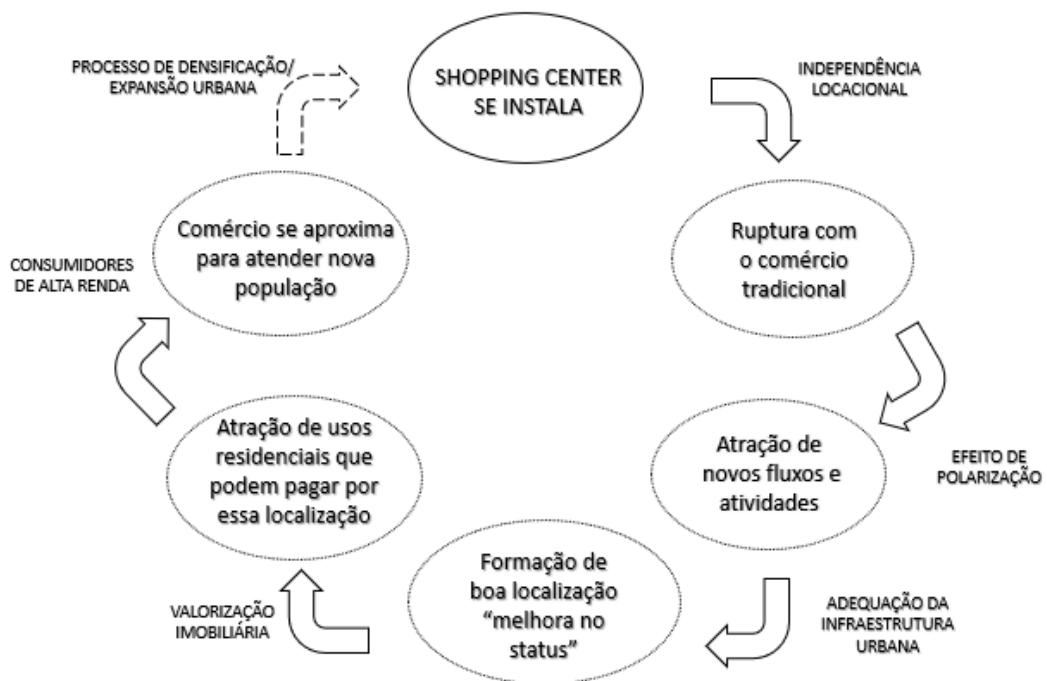 SHOPPING CENTER
SE INSTALA
INDEPENDÊNCIA
LOCACIONAL
Ruptura com
o comércio
tradicional
EFEITO DE
POLARIZAÇÃO
Atração de
novos fluxos e
atividades
ADEQUAÇÃO DA
INFRAESTRUTURA
URBANA
Formação de
boa localização
“melhora no
status”
VALORIZAÇÃO
IMOBILIÁRIA
Atração de usos
residenciais que
podem pagar por
essa localização
CONSUMIDORES
DE ALTA RENDA
Comércio se aproxima
para atender nova
população
PROCESSO DE DENSIFICAÇÃO/
EXPANSÃO URBANA